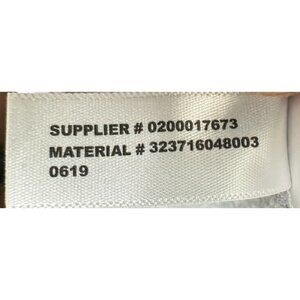 SUPPLIER # 0200017673
MATERIAL # 323716048003
0619